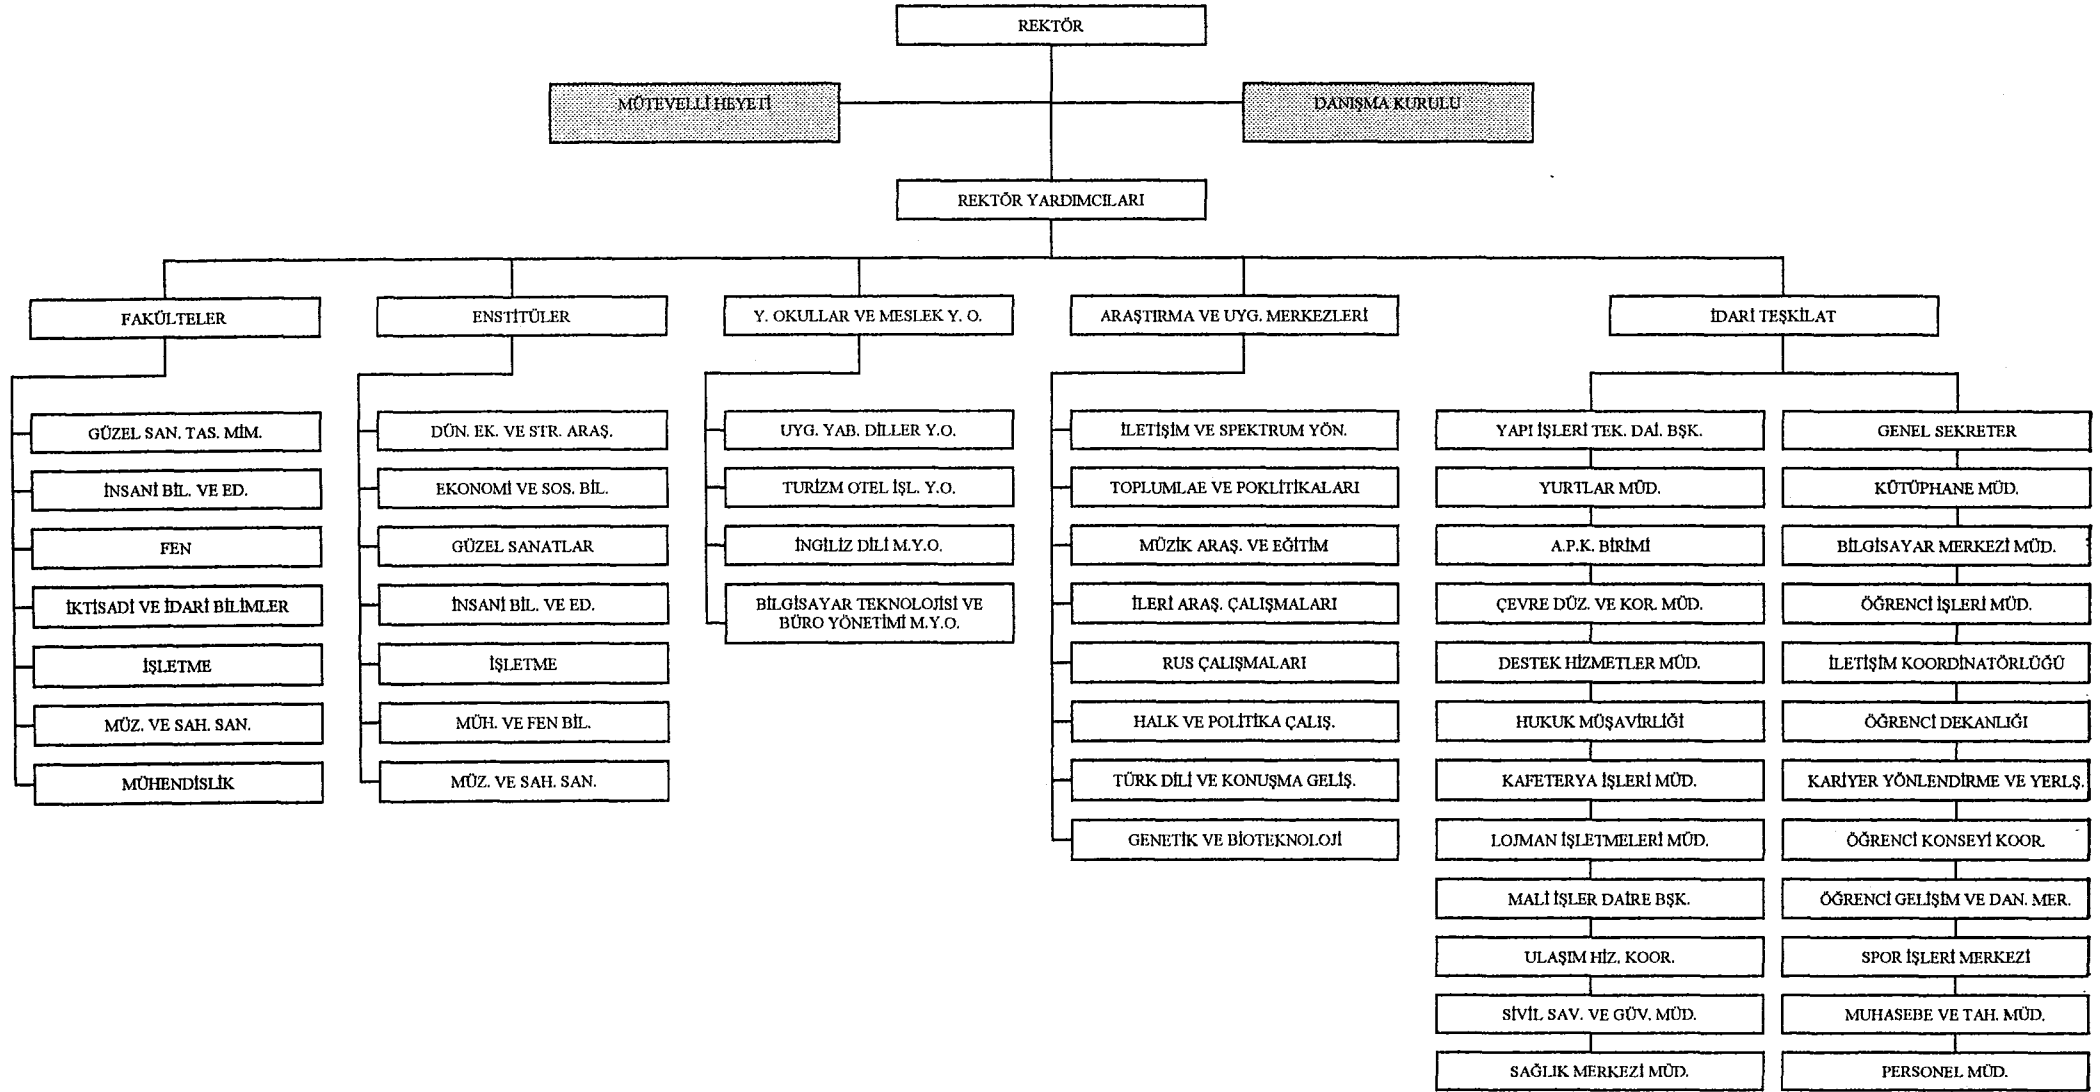 REKTÖR
MÜTEVELLİ HEYETİ
DANIŞMA KURULU
REKTÖR YARDIMCILARI
FAKÜLTELER
ENSTİTÜLER
Y. OKULLAR VE MESLEK Y. O.
ARAŞTIRMA VE UYG. MERKEZLERİ
İDARİ TEŞKİLAT
GÜZEL SAN. TAS. MİM.
İNSANİ BİL. VE ED.
FEN
İKTİSADİ VE İDARİ BİLİMLER
İŞLETME
MÜZ. VE SAH. SAN.
MÜHENDİSLİK
DÜN. EK. VE STR. ARAŞ.
EKONOMİ VE SOS. BİL.
GÜZEL SANATLAR
İNSANİ BİL. VE ED.
İŞLETME
MÜH. VE FEN BİL.
MÜZ. VE SAH. SAN.
UYG. YAB. DİLLER Y.O.
TURİZM OTEL İŞL. Y.O.
İNGİLİZ DİLİ M.Y.O.
BİLGİSAYAR TEKNOLOJİSİ VE
BÜRO YÖNETİMİ M.Y.O.
İLETİŞİM VE SPEKTRUM YÖN.
TOPLUMLAE VE POKLİTİKALARI
MÜZİK ARAŞ. VE EĞİTİM
İLERİ ARAŞ. ÇALIŞMALARI
RUS ÇALIŞMALARI
HALK VE POLİTİKA ÇALIŞ.
TÜRK DİLİ VE KONUŞMA GELİŞ.
GENETİK VE BİOTEKNOLOJİ
YAPI İŞLERİ TEK. DAİ. BŞK.
YURTLAR MÜD.
A.P.K. BİRİMİ
ÇEVRE DÜZ. VE KOR. MÜD.
DESTEK HİZMETLER MÜD.
HUKUK MÜŞAVİRLİĞİ
KAFETERYA İŞLERİ MÜD.
LOJMAN İŞLETMELERİ MÜD.
MALİ İŞLER DAİRE BŞK.
ULAŞIM HİZ. KOOR.
SİVİL SAV. VE GÜV. MÜD.
SAĞLIK MERKEZİ MÜD.
GENEL SEKRETER
KÜTÜPHANE MÜD.
BİLGİSAYAR MERKEZİ MÜD.
ÖĞRENCİ İŞLERİ MÜD.
İLETİŞİM KOORDİNATÖRLÜĞÜ
ÖĞRENCİ DEKANLIĞI
KARİYER YÖNLENDİRME VE YERLŞ.
ÖĞRENCİ KONSEYİ KOOR.
ÖĞRENCİ GELİŞİM VE DAN. MER.
SPOR İŞLERİ MERKEZİ
MUHASEBE VE TAH. MÜD.
PERSONEL MÜD.